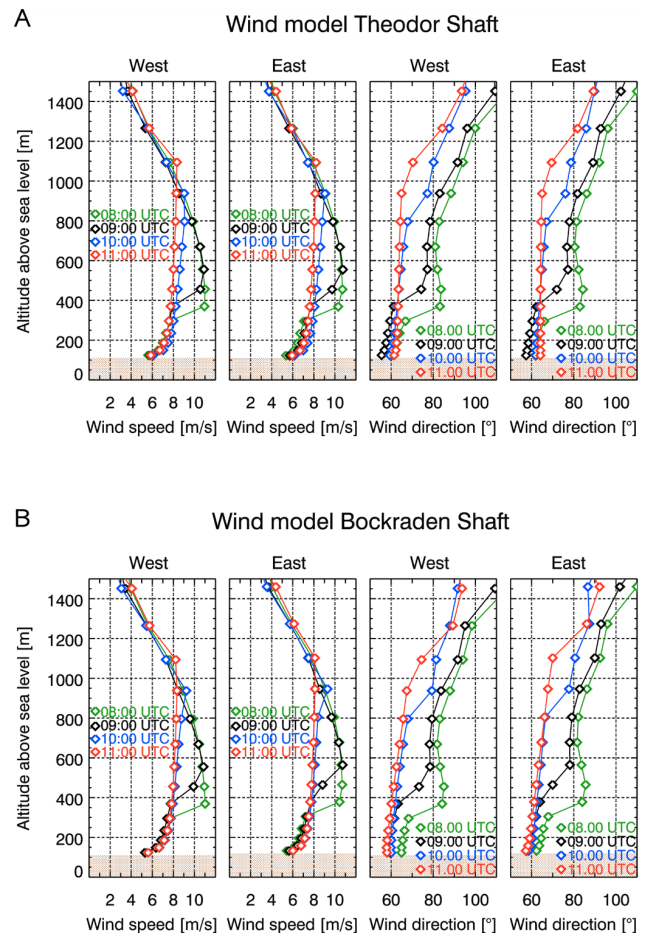 A
Wind model Theodor Shaft
West East West East
1400
1200
1000
800
600
400
200
0
Altitude above sea level [m]
08:00 UTC
09:00 UTC
10:00 UTC
11:00 UTC
08:00 UTC
09:00 UTC
10:00 UTC
11:00 UTC
08.00 UTC
09.00 UTC
10.00 UTC
11.00 UTC
08.00 UTC
09.00 UTC
10.00 UTC
11.00 UTC
2 4 6 8 10 2 4 6 8 10 60 80 100 60 80 100
Wind speed [m/s] Wind speed [m/s] Wind direction [°] Wind direction [°]
B
Wind model Bockraden Shaft
West East West East
1400
1200
1000
800
600
400
200
0
Altitude above sea level [m]
08:00 UTC
09:00 UTC
10:00 UTC
11:00 UTC
08:00 UTC
09:00 UTC
10:00 UTC
11:00 UTC
08.00 UTC
09.00 UTC
10.00 UTC
11.00 UTC
08.00 UTC
09.00 UTC
10.00 UTC
11.00 UTC
2 4 6 8 10 2 4 6 8 10 60 80 100 60 80 100
Wind speed [m/s] Wind speed [m/s] Wind direction [°] Wind direction [°]